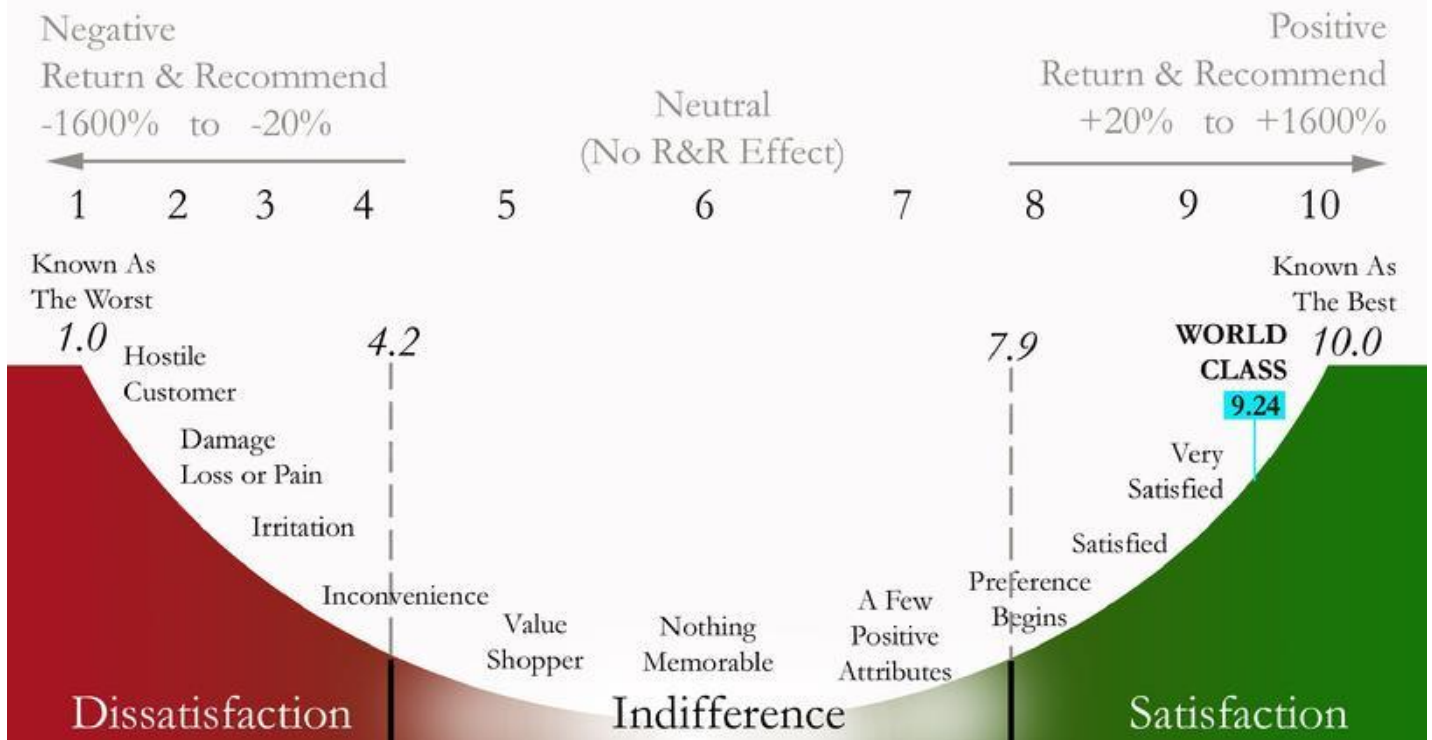 Negative
Return & Recommend
-1600% to -20%
Neutral
(No R&R Effect)
Positive
Return & Recommend
+20% to +1600%
1 2 3 4 5 6 7 8 9 10
Known As
The Worst
1.0
Hostile
Customer
Damage
Loss or Pain
Irritation
4.2
Inconvenience
Value
Shopper
Nothing
Memorable
A Few
Positive
Attributes
7.9
Preference
Begins
Satisfied
Very
Satisfied
WORLD
CLASS
9.24
Known As
The Best
10.0
Dissatisfaction Indifference Satisfaction